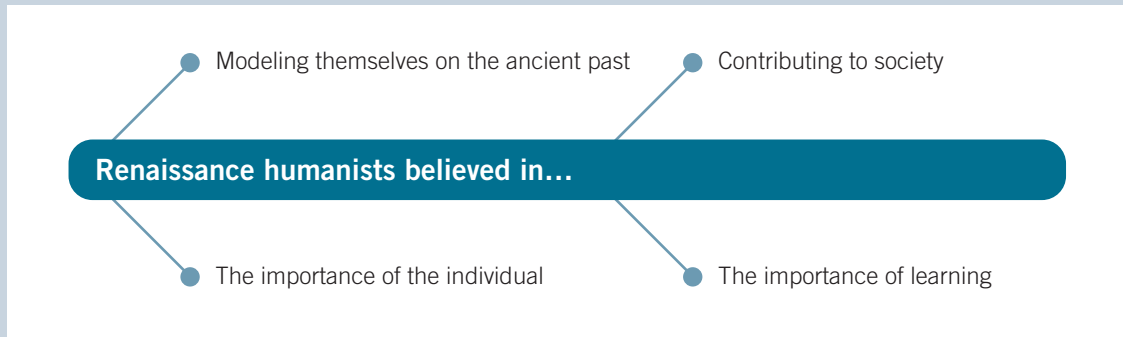 Modeling themselves on the ancient past
Contributing to society
Renaissance humanists believed in…
The importance of the individual
The importance of learning